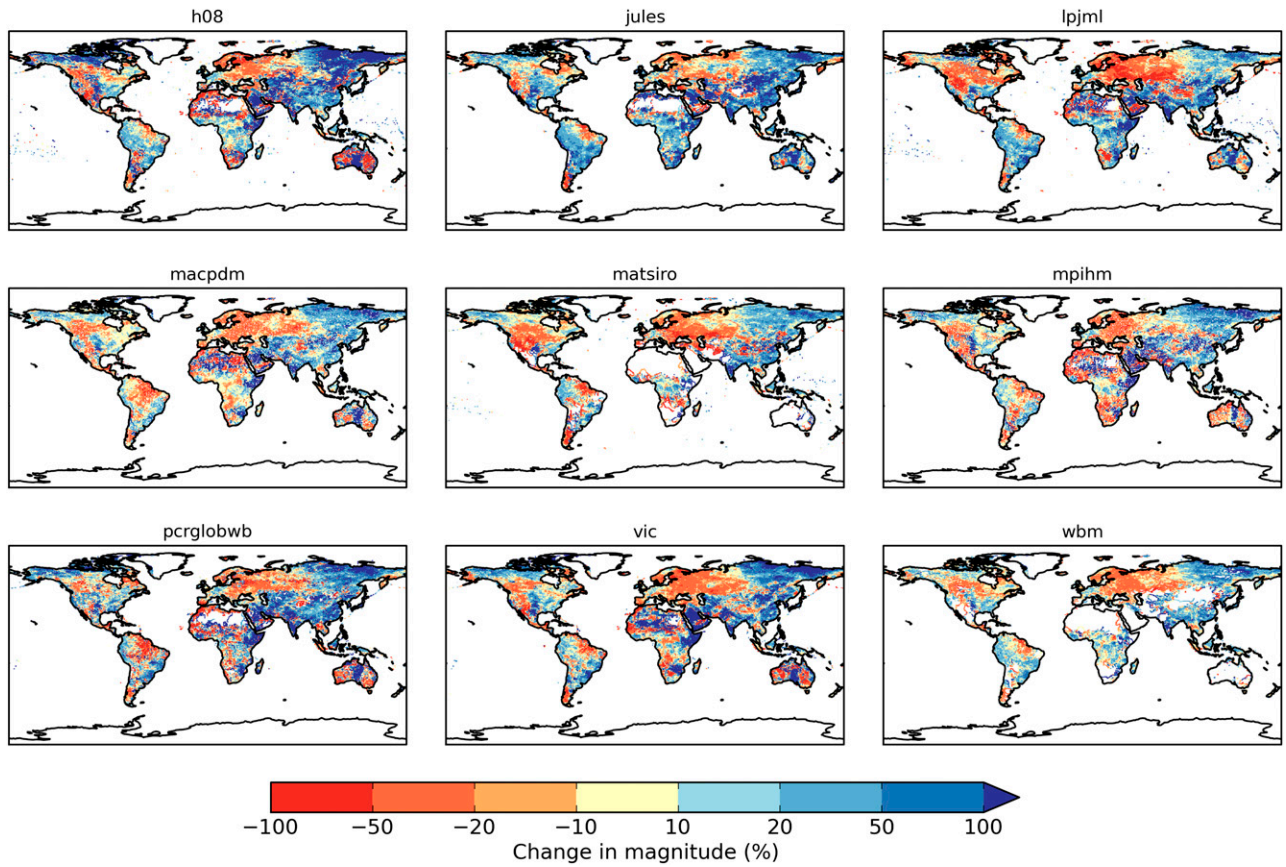 h08 jules lpjml
macpdm matsiro mpihm
pcrglobwb vic wbm
−100 −50 −20 −10 10 20 50 100
Change in magnitude (%)